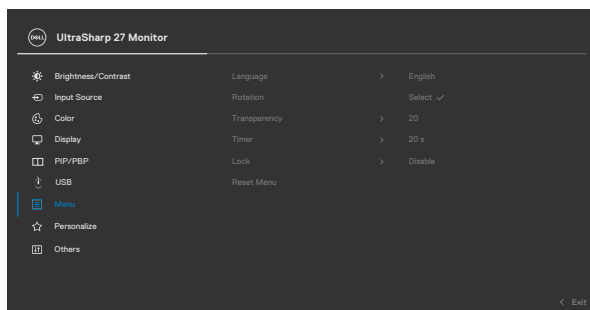 DELL UltraSharp 27 Monitor
Brightness/Contrast Language > English
Input Source Rotation Select ✓
Color Transparency > 20
Display Timer > 20 s
PIP/PBP Lock > Disable
USB Reset Menu
Menu
Personalize
Others
< Exit